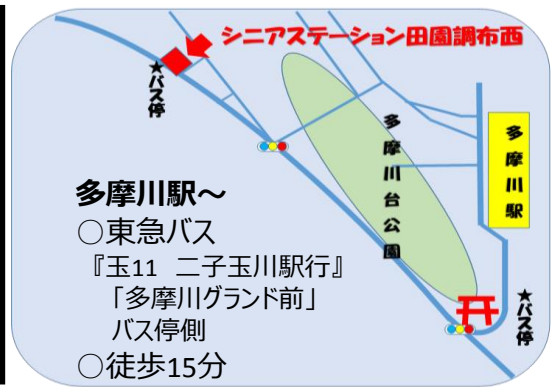 シニアステーション田園調布西
★バス停
多摩川台公園
多摩川駅
★バス停
多摩川駅～
○東急バス
『玉11 二子玉川駅行』
「多摩川グランド前」
バス停側
○徒歩15分